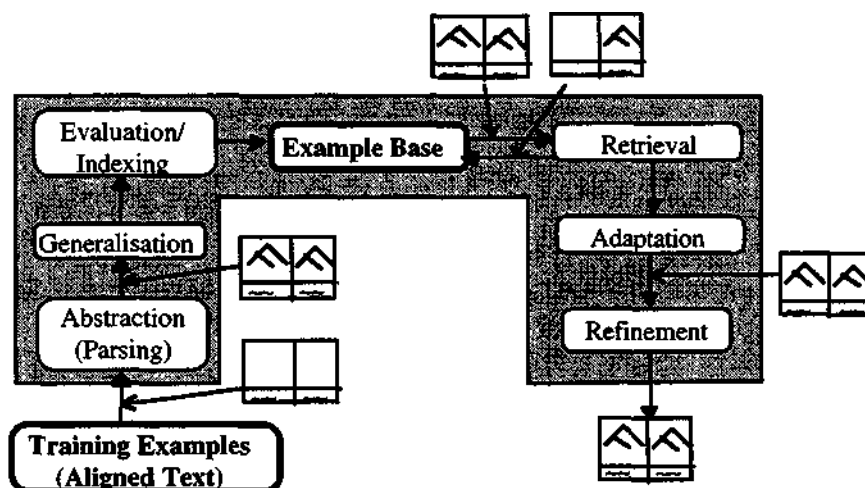 Evaluation/
Indexing
Example Base
Retrieval
Generalisation
Adaptation
Abstraction
(Parsing)
Refinement
Training Examples
(Aligned Text)